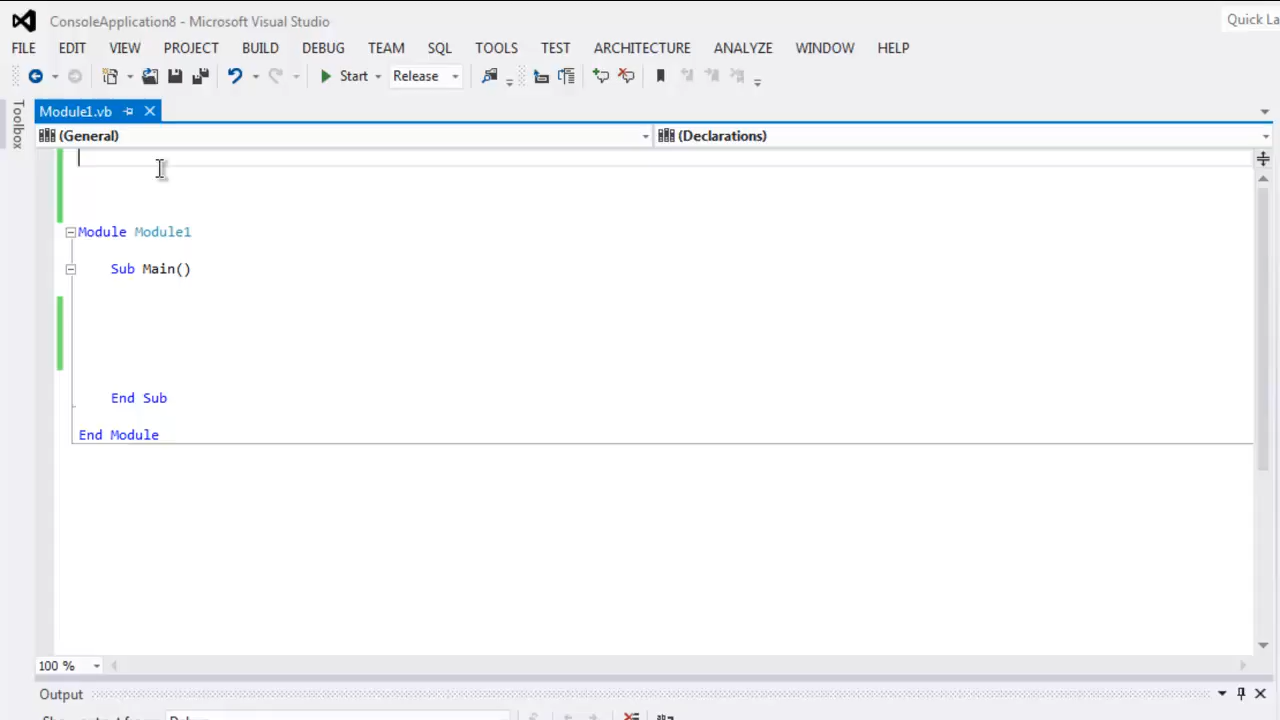 ConsoleApplication8 - Microsoft Visual Studio
Quick La
FILE EDIT VIEW PROJECT BUILD DEBUG TEAM SQL TOOLS TEST ARCHITECTURE ANALYZE WINDOW HELP
Start Release
Toolbox
Module1.vb
(General) (Declarations)
Module Module1
Sub Main()
End Sub
End Module
100 %
Output